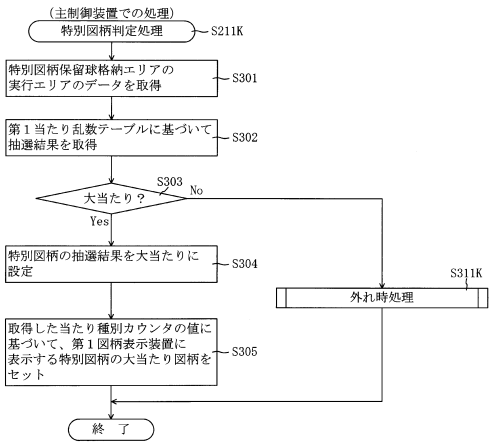 (主制御装置での処理)
特別図柄判定処理
S211K
特別図柄保留球格納エリアの
実行エリアのデータを取得
S301
第1当たり乱数テーブルに基づいて
抽選結果を取得
S302
大当たり?
S303
No
Yes
特別図柄の抽選結果を大当たりに
設定
S304
S311K
外れ時処理
取得した当たり種別カウンタの値に
基づいて、第1図柄表示装置に
表示する特別図柄の大当たり図柄を
セット
S305
終 了